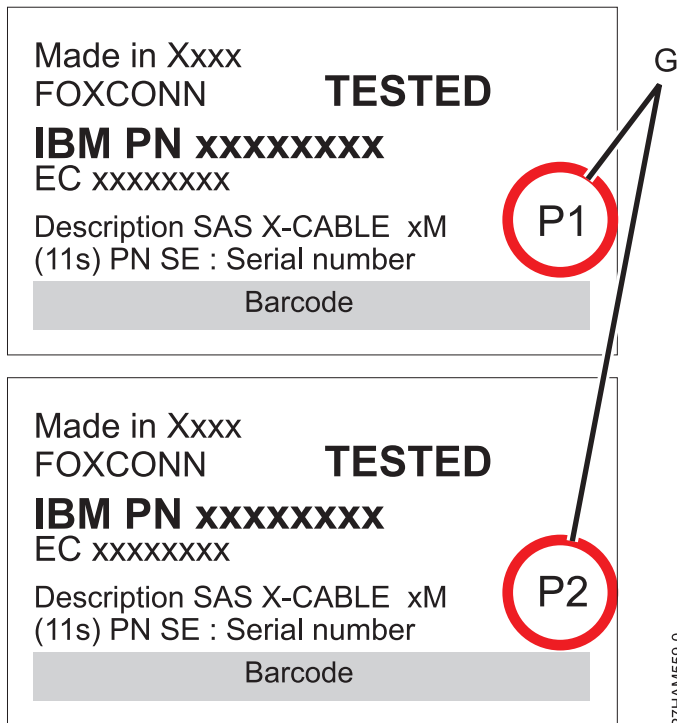 Made in Xxxx
FOXCONN TESTED
IBM PN xxxxxxxx
EC xxxxxxxx
Description SAS X-CABLE xM
(11s) PN SE : Serial number
Barcode
P1
G
Made in Xxxx
FOXCONN TESTED
IBM PN xxxxxxxx
EC xxxxxxxx
Description SAS X-CABLE xM
(11s) PN SE : Serial number
Barcode
P2